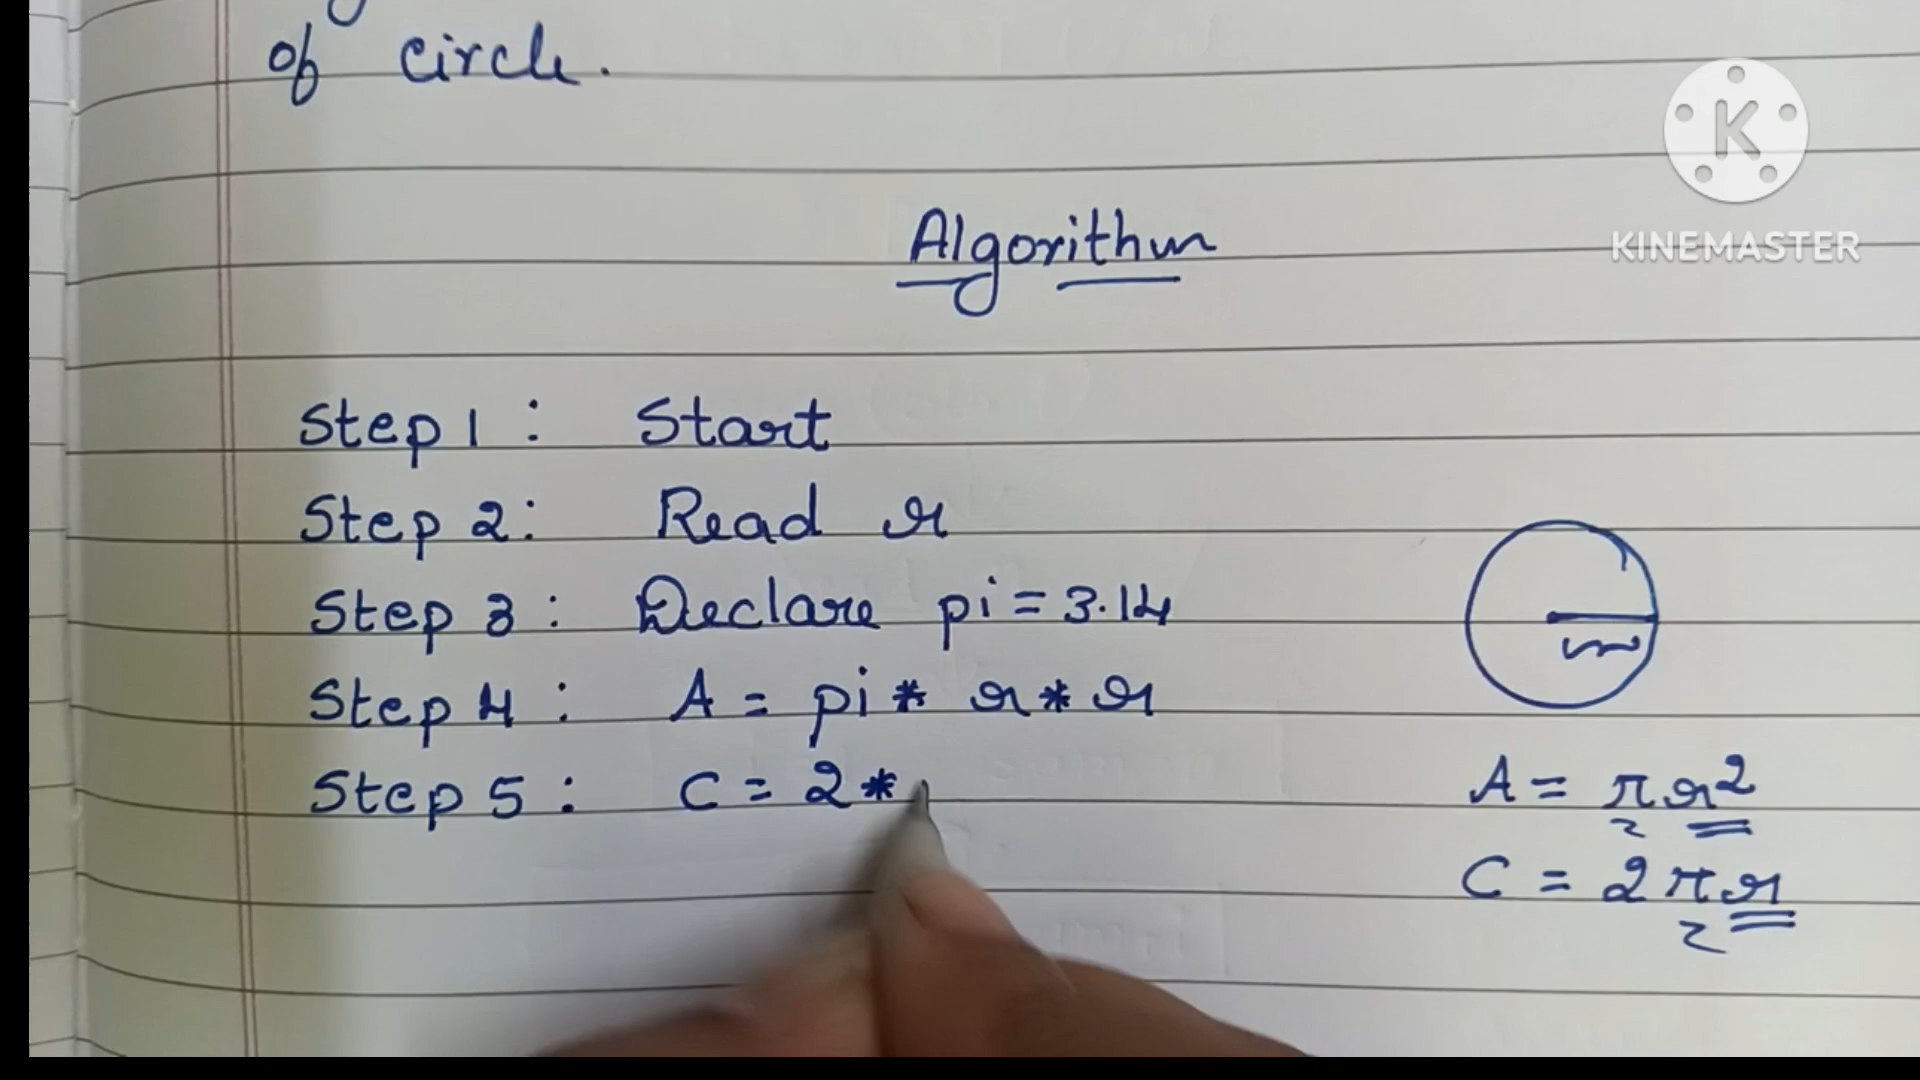 of circle.
K
KINEMASTER
Algorithm
Step 1 : Start
Step 2 : Read r
Step 3 : Declare pi = 3.14
Step 4 : A = pi * r * r
Step 5 : C = 2 *
r
A = πr²
C = 2πr